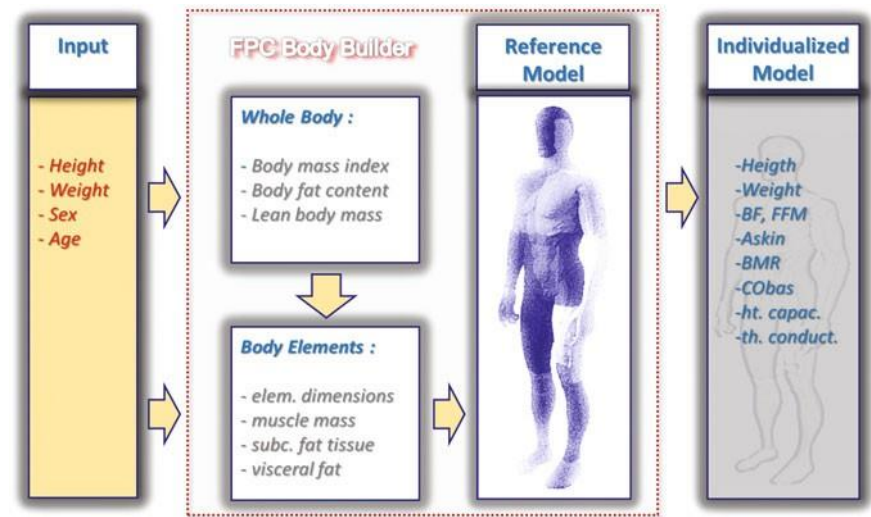 Input
- Height
- Weight
- Sex
- Age
FPC Body Builder
Whole Body :
- Body mass index
- Body fat content
- Lean body mass
Body Elements :
- elem. dimensions
- muscle mass
- subc. fat tissue
- visceral fat
Reference
Model
Individualized
Model
-Heigth
-Weight
-BF, FFM
-Askin
-BMR
-CObas
-ht. capac.
-th. conduct.